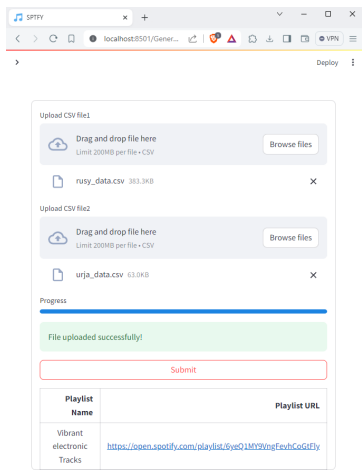 SPTFY
localhost:8501/Gener...
VPN
Deploy
Upload CSV file1
Drag and drop file here
Limit 200MB per file • CSV
Browse files
rusy_data.csv 383.3KB
Upload CSV file2
Drag and drop file here
Limit 200MB per file • CSV
Browse files
urja_data.csv 63.0KB
Progress
File uploaded successfully!
Submit
Playlist
Name
Playlist URL
Vibrant
electronic
Tracks
https://open.spotify.com/playlist/6yeQ1MY9VngFevhCoGtFly